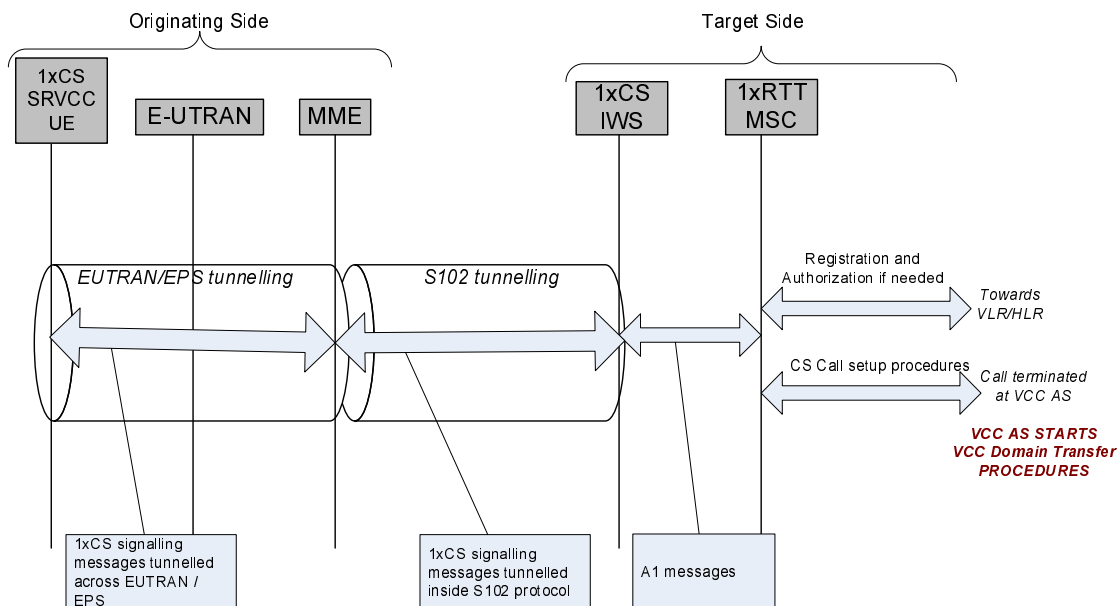 Originating Side
Target Side
1xCS
SRVCC
UE
E-UTRAN
MME
1xCS
IWS
1xRTT
MSC
EUTRAN/EPS tunnelling
S102 tunnelling
Registration and
Authorization if needed
Towards
VLR/HLR
CS Call setup procedures
Call terminated
at VCC AS
VCC AS STARTS
VCC Domain Transfer
PROCEDURES
1xCS signalling
messages tunnelled
across EUTRAN /
EPS
1xCS signalling
messages tunnelled
inside S102 protocol
A1 messages